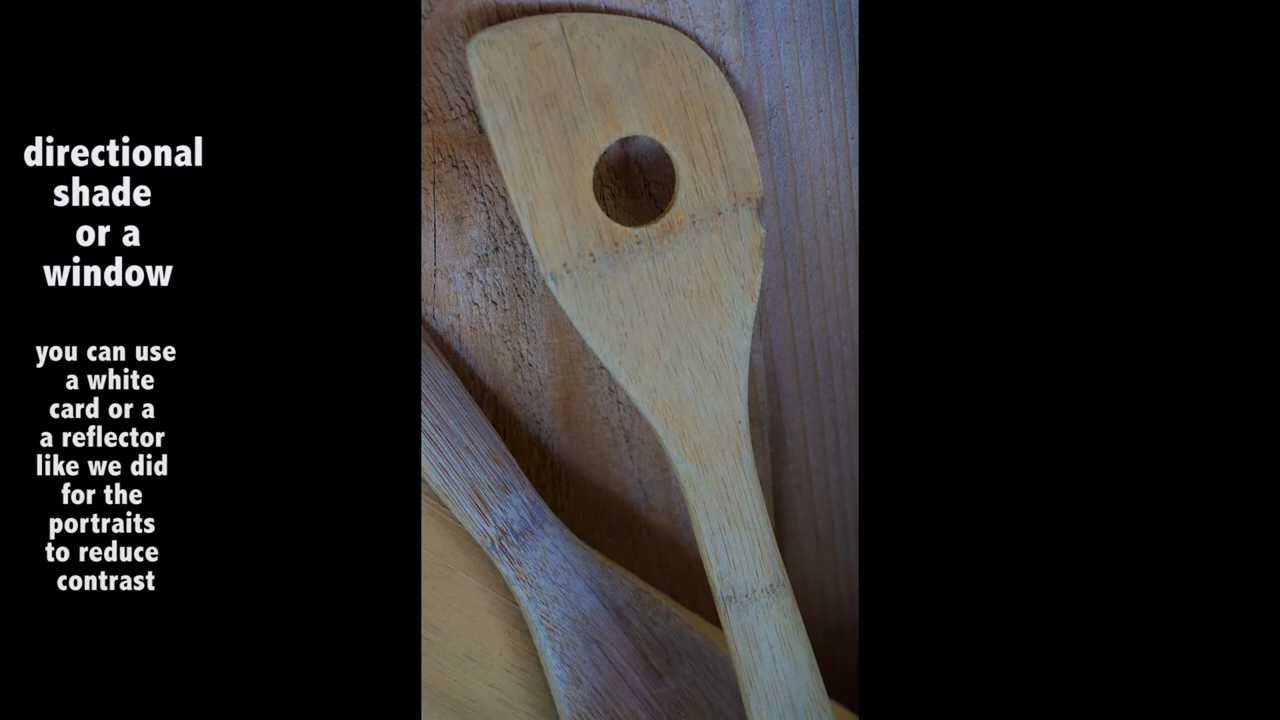 directional
shade
or a
window
you can use
a white
card or a
a reflector
like we did
for the
portraits
to reduce
contrast